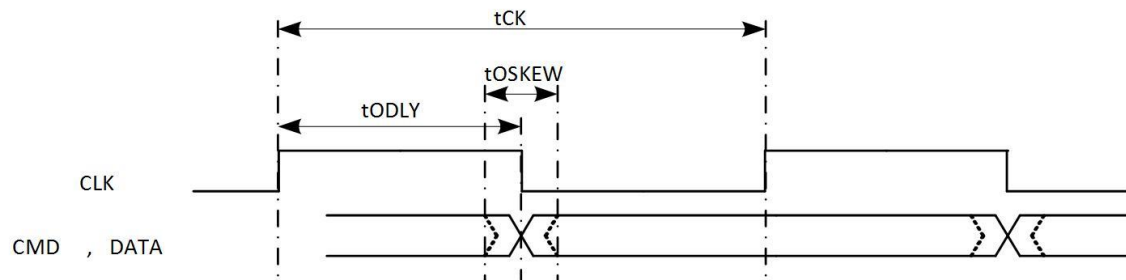 tCK
tOSKEW
tODLY
CLK
CMD , DATA